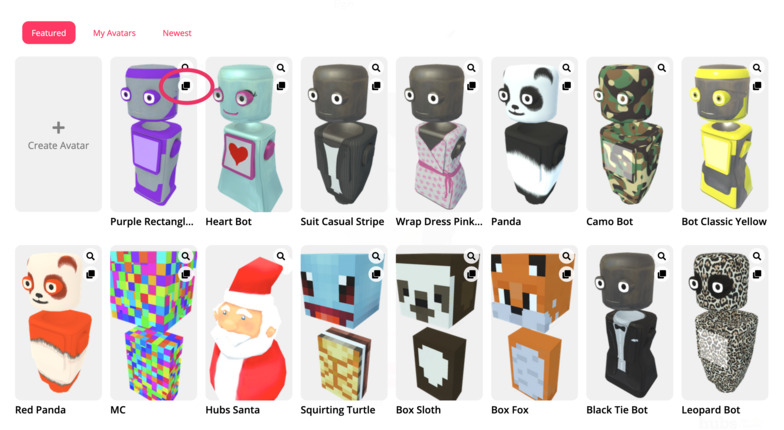 Featured
My Avatars
Newest
Create Avatar
Purple Rectangl...
Heart Bot
Suit Casual Stripe
Wrap Dress Pink...
Panda
Camo Bot
Bot Classic Yellow
Red Panda
MC
Hubs Santa
Squirting Turtle
Box Sloth
Box Fox
Black Tie Bot
Leopard Bot